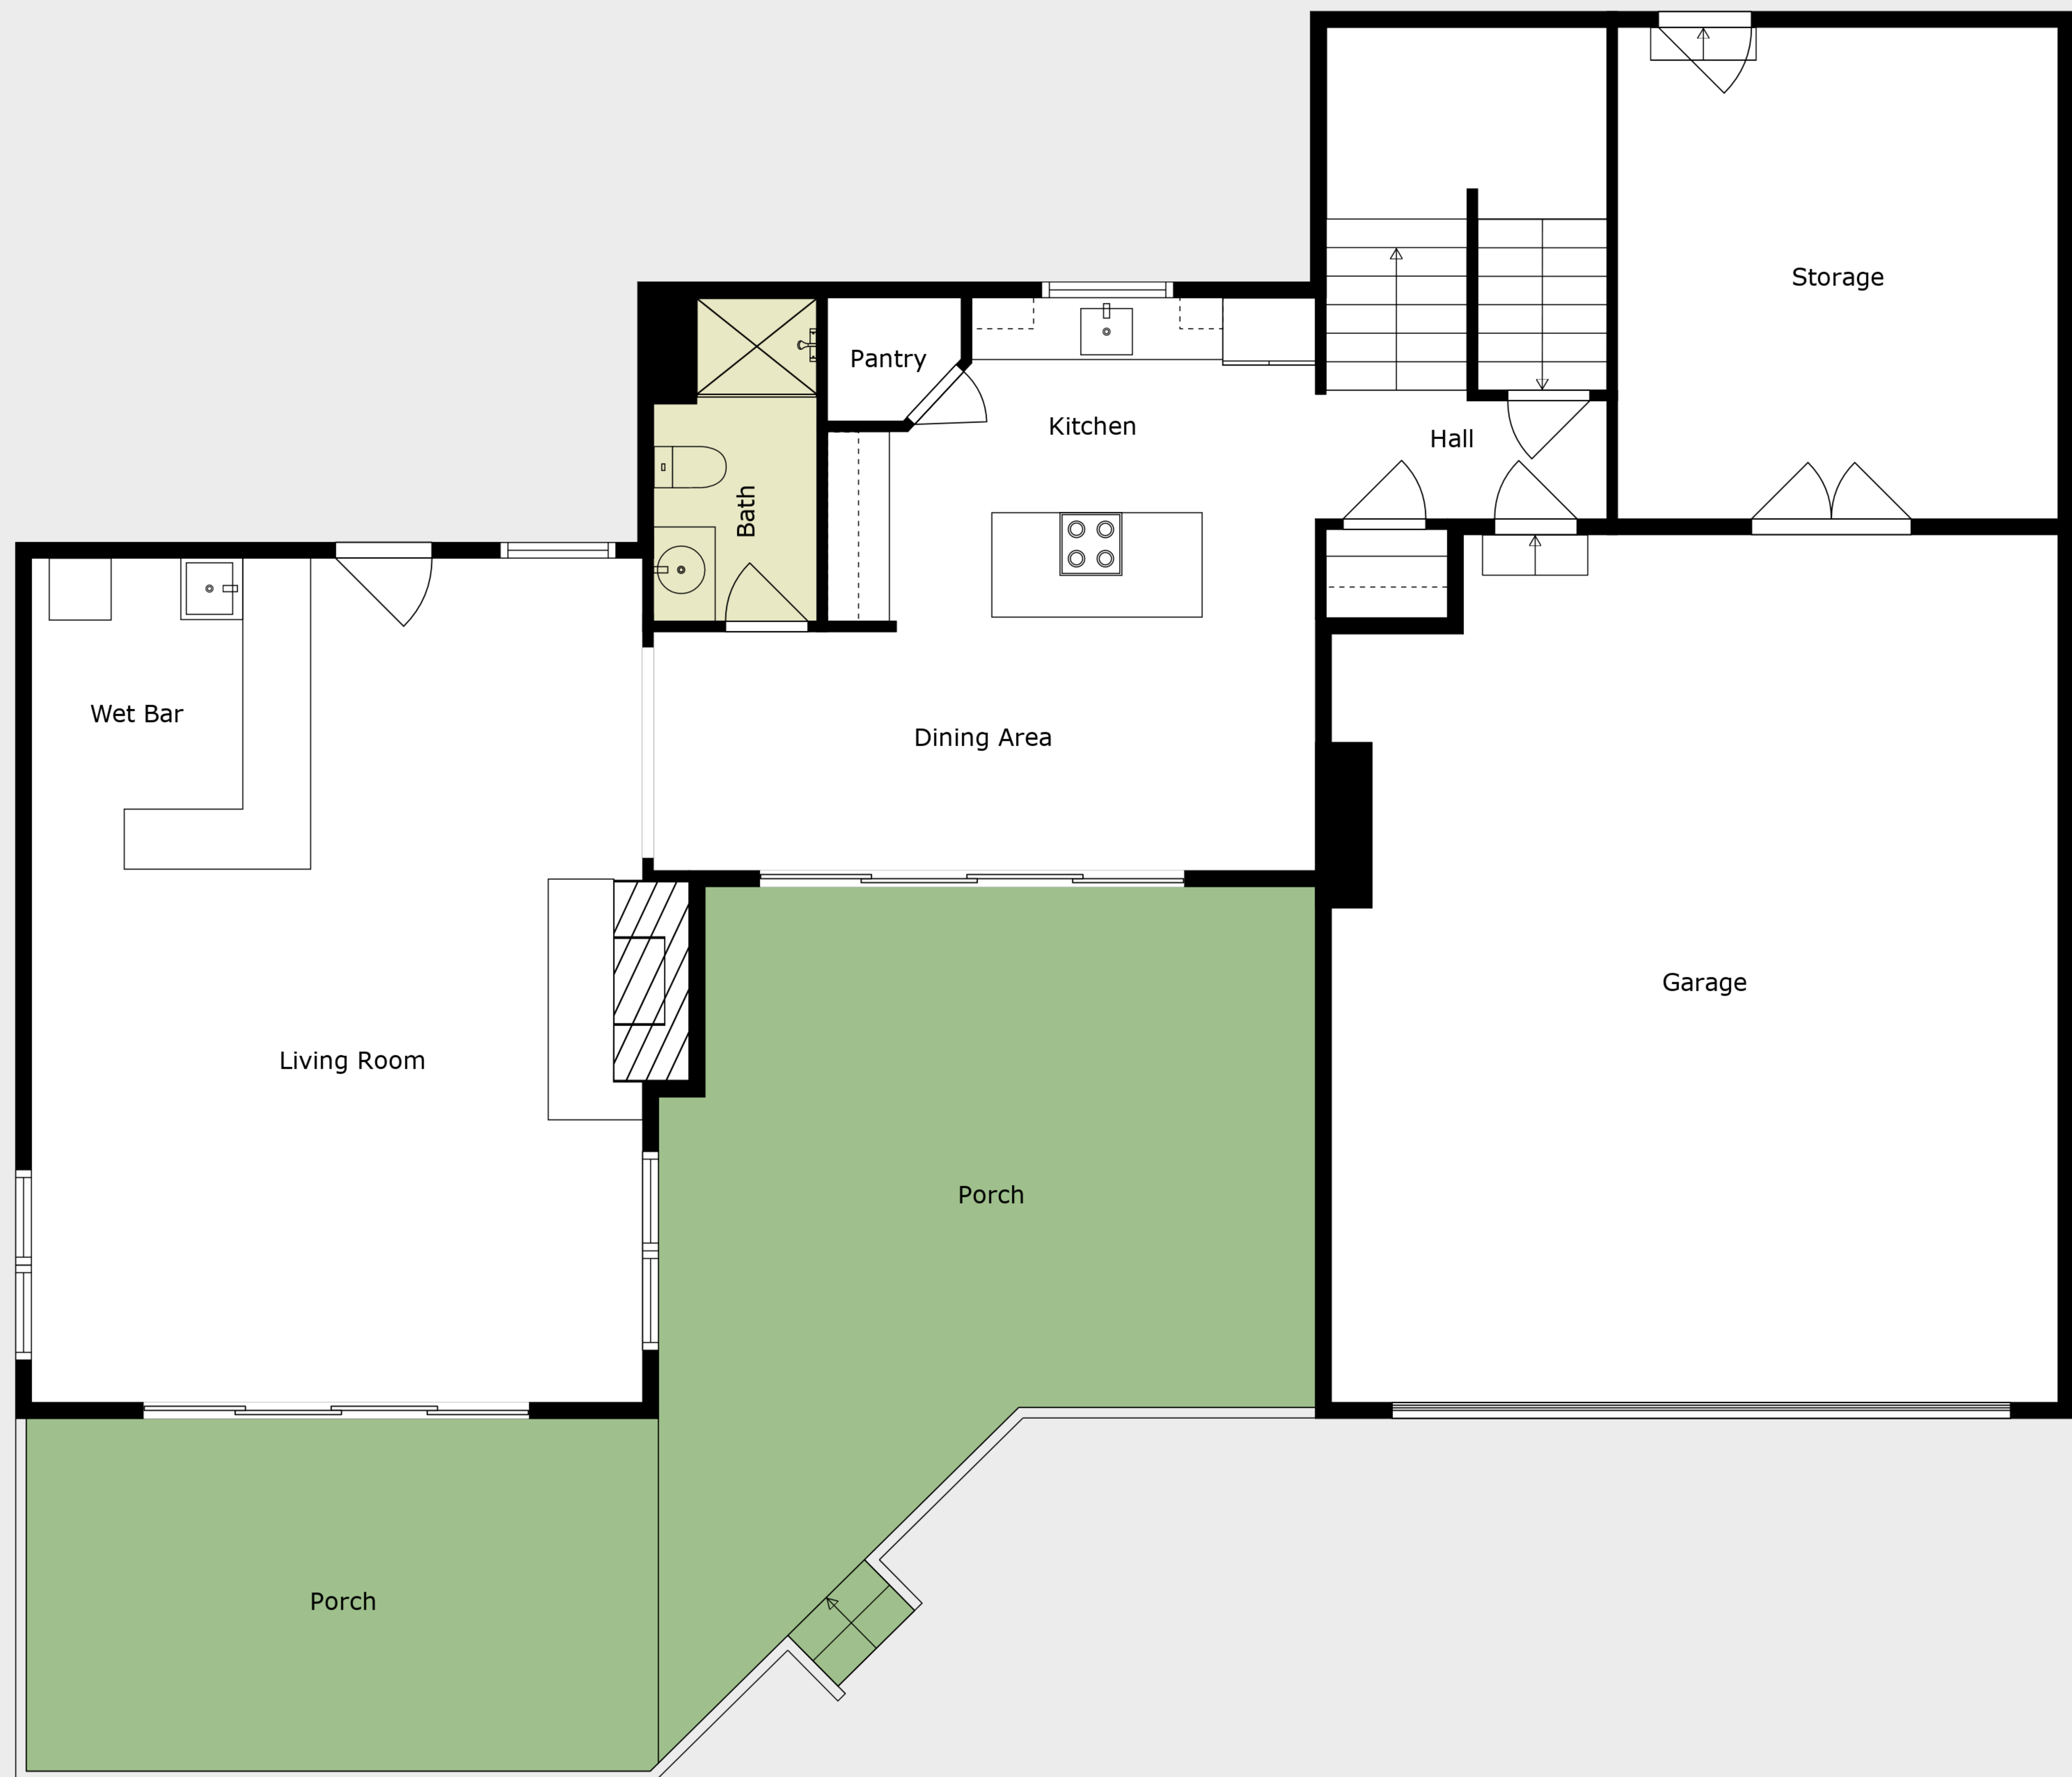 Storage
Pantry
Kitchen
Hall
Bath
Wet Bar
Dining Area
Garage
Living Room
Porch
Porch